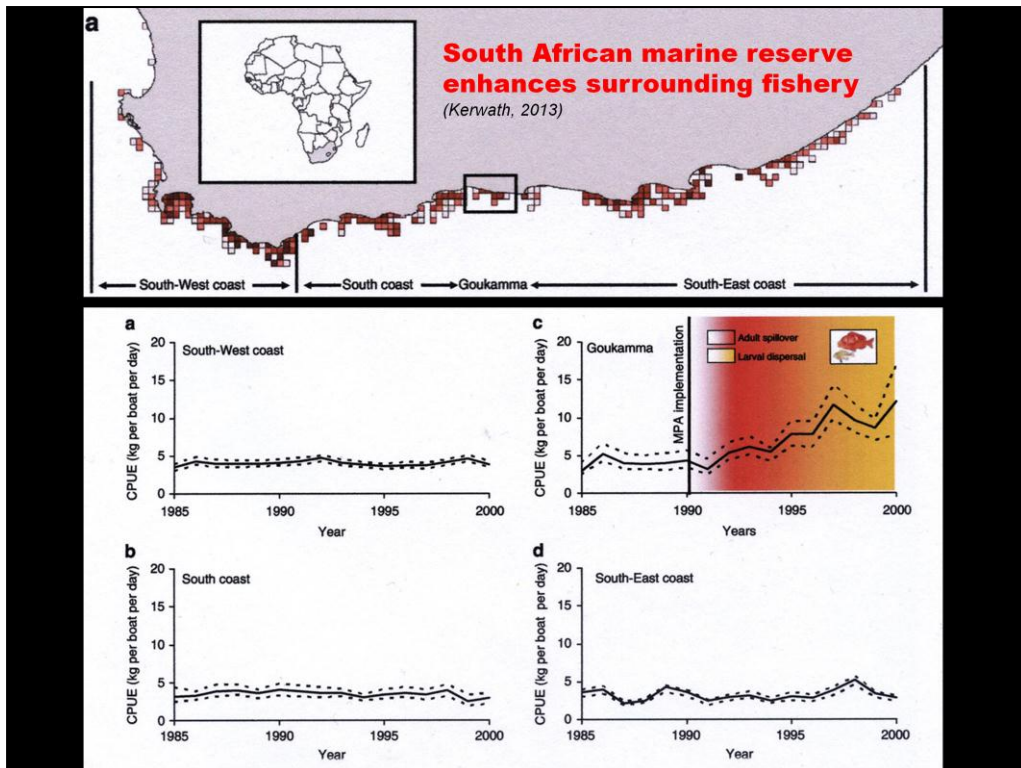 a
South African marine reserve
enhances surrounding fishery
(Kerwath, 2013)
South-West coast
South coast
Goukamma
South-East coast
a
South-West coast
CPUE (kg per boat per day)
20
15
10
5
0
1985
1990
1995
2000
Year
c
Goukamma
MPA implementation
Adult spillover
Larval dispersal
CPUE (kg per boat per day)
20
15
10
5
0
1985
1990
1995
2000
Years
b
South coast
CPUE (kg per boat per day)
20
15
10
5
0
1985
1990
1995
2000
Year
d
South-East coast
CPUE (kg per boat per day)
20
15
10
5
0
1985
1990
1995
2000
Year